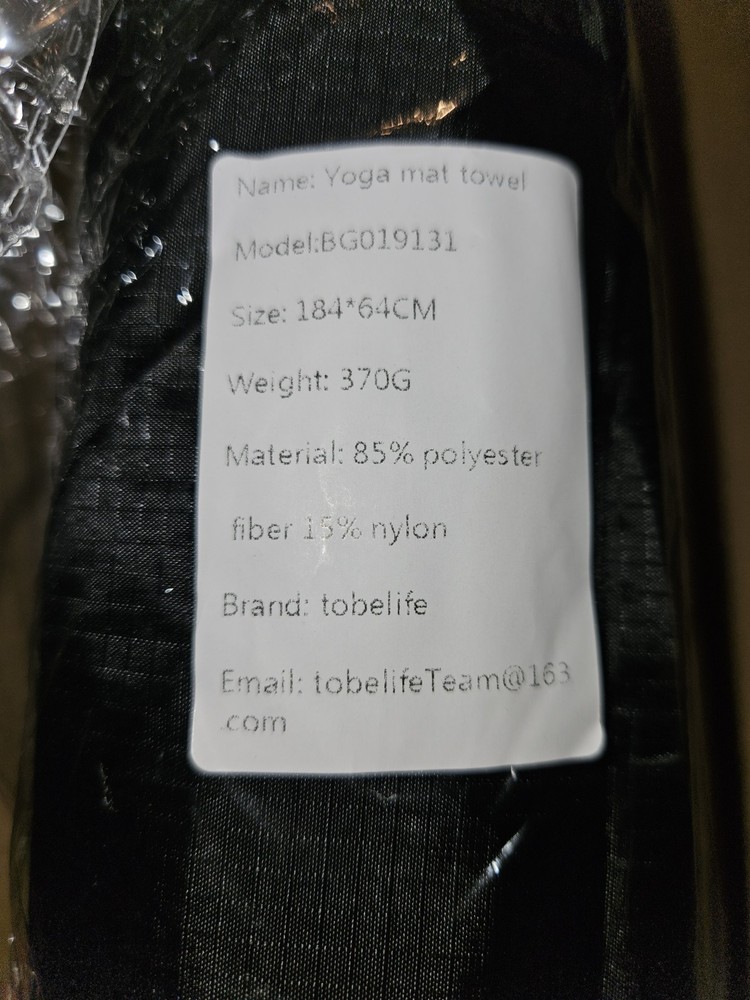 Name: Yoga mat towel
Model:BG019131
Size: 184*64CM
Weight: 370G
Material: 85% polyester
fiber 15% nylon
Brand: tobelife
Email: tobelifeTeam@163
.com